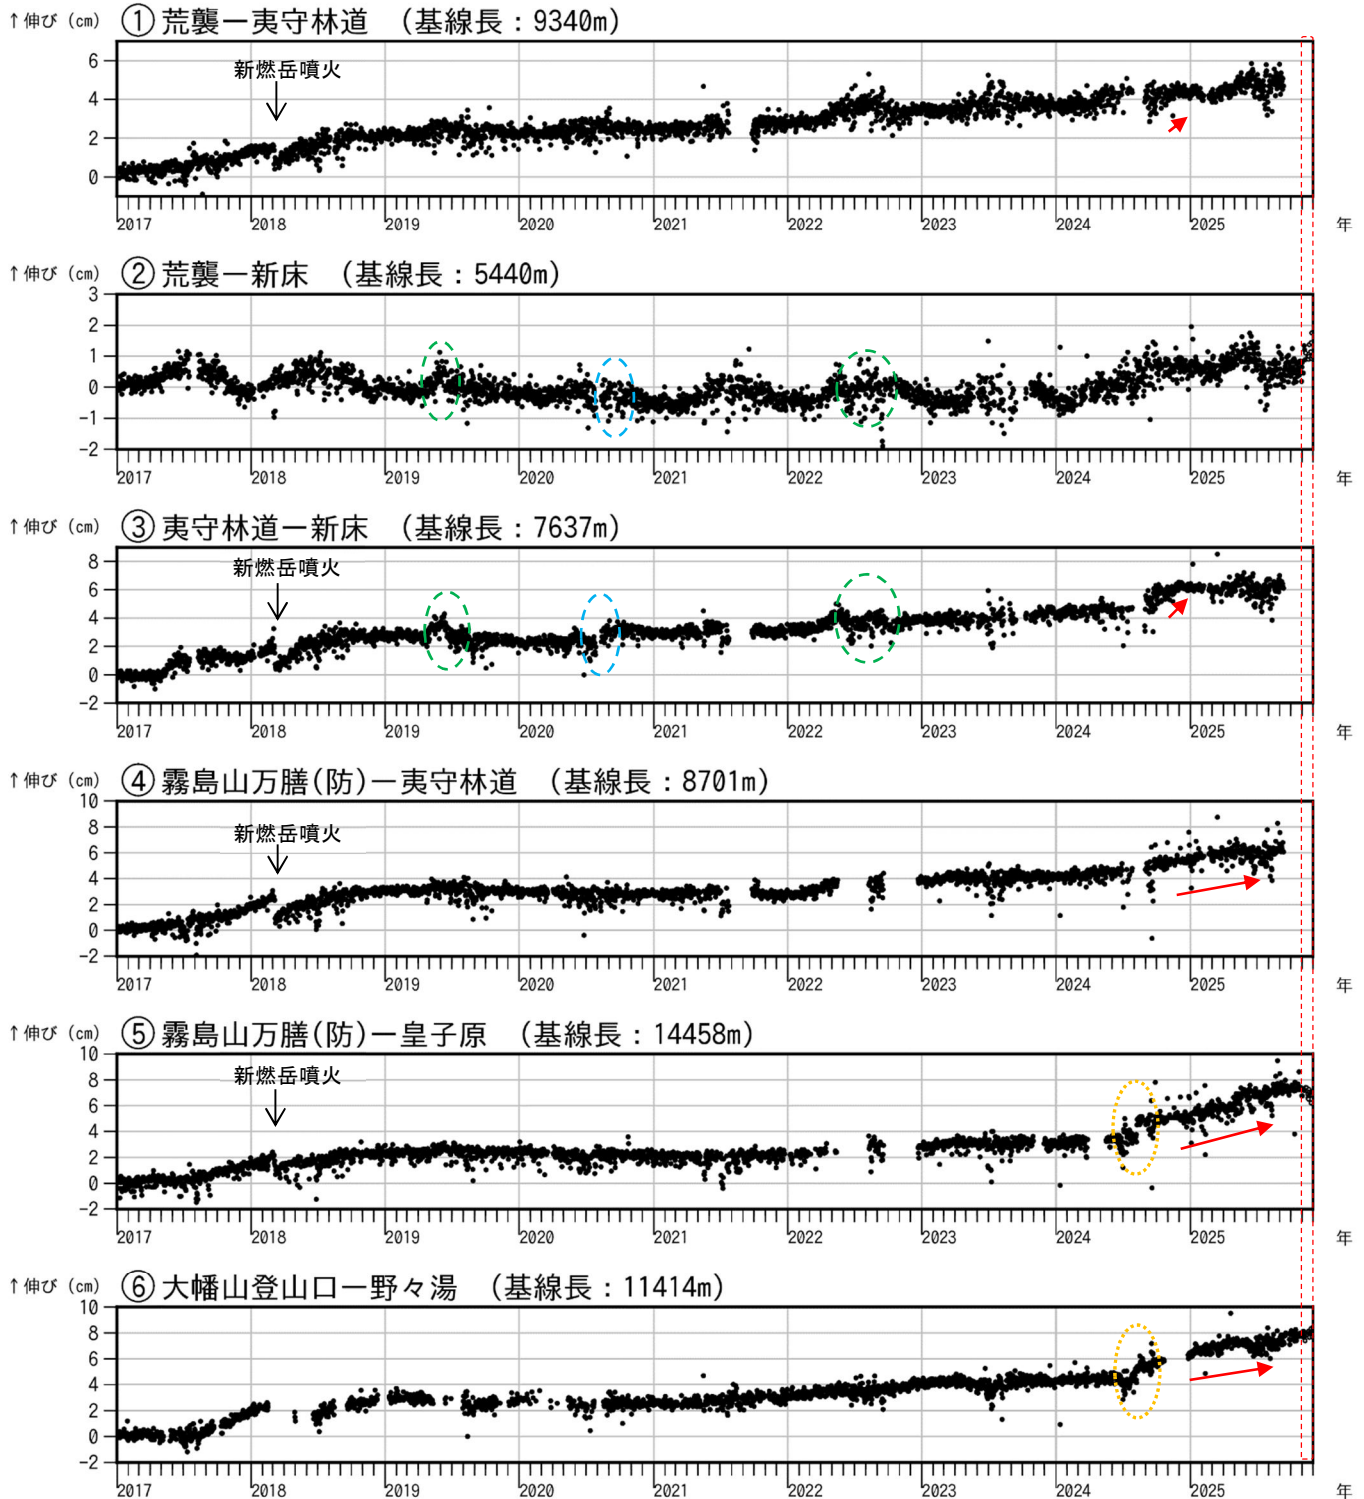 ↑伸び (cm) ①荒襲ー夷守林道 (基線長:9340m)
新燃岳噴火
6
4
2
0
2017 2018 2019 2020 2021 2022 2023 2024 2025 年
↑伸び (cm) ②荒襲ー新床 (基線長:5440m)
3
2
1
0
-1
-2
2017 2018 2019 2020 2021 2022 2023 2024 2025 年
↑伸び (cm) ③夷守林道ー新床 (基線長:7637m)
新燃岳噴火
8
6
4
2
0
-2
2017 2018 2019 2020 2021 2022 2023 2024 2025 年
↑伸び (cm) ④霧島山万膳(防)ー夷守林道 (基線長:8701m)
新燃岳噴火
10
8
6
4
2
0
-2
2017 2018 2019 2020 2021 2022 2023 2024 2025 年
↑伸び (cm) ⑤霧島山万膳(防)ー皇子原 (基線長:14458m)
新燃岳噴火
10
8
6
4
2
0
-2
2017 2018 2019 2020 2021 2022 2023 2024 2025 年
↑伸び (cm) ⑥大幡山登山口ー野々湯 (基線長:11414m)
10
8
6
4
2
0
-2
2017 2018 2019 2020 2021 2022 2023 2024 2025 年